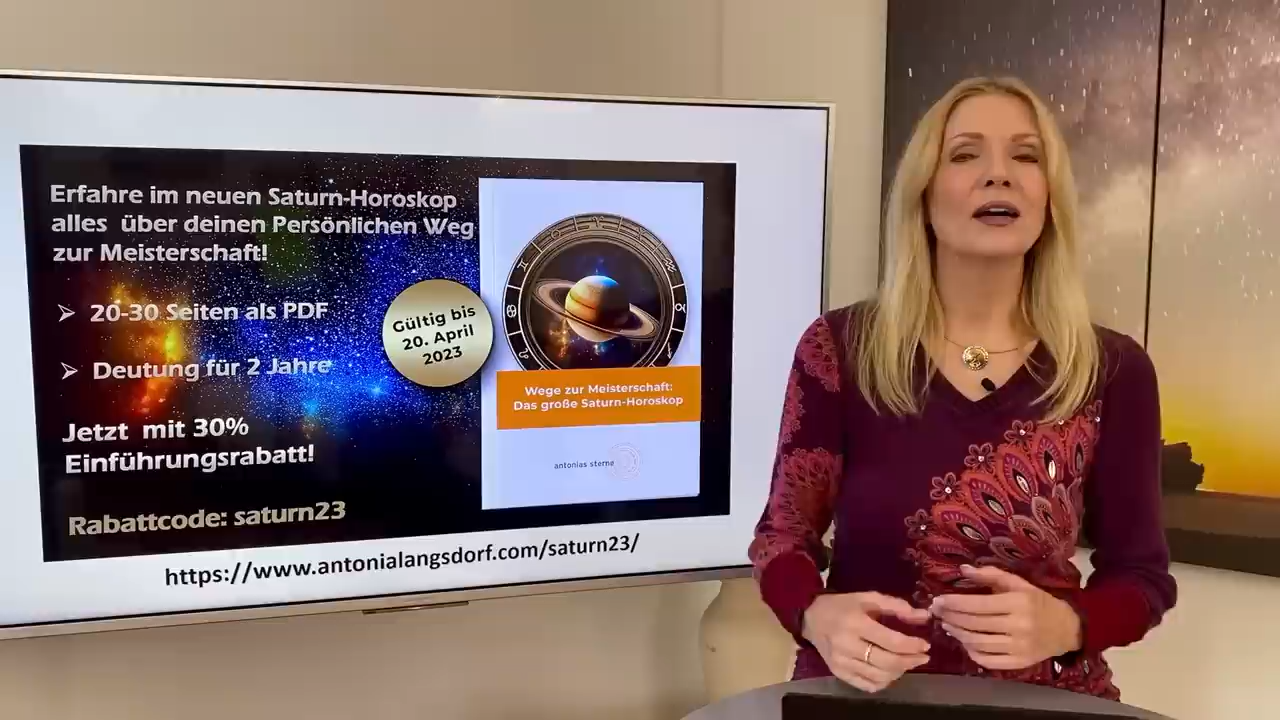 Erfahre im neuen Saturn-Horoskop
alles über deinen Persönlichen Weg
zur Meisterschaft!
➢ 20-30 Seiten als PDF
➢ Deutung für 2 Jahre
Jetzt mit 30%
Einführungsrabatt!
Rabattcode: saturn23
Gültig bis
20. April
2023
Wege zur Meisterschaft:
Das große Saturn-Horoskop
antonias sterne
https://www.antonialangsdorf.com/saturn23/